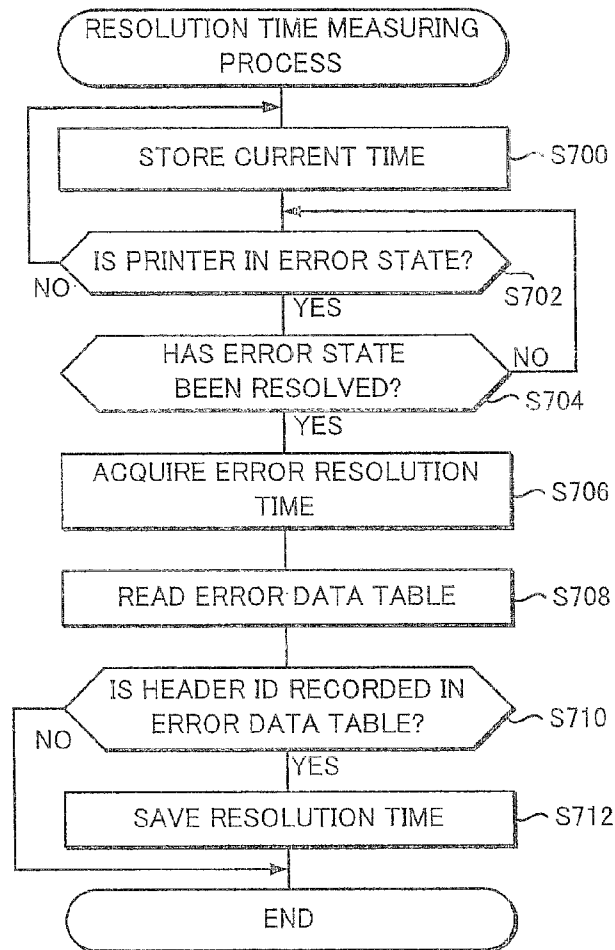 RESOLUTION TIME MEASURING
PROCESS
STORE CURRENT TIME
S700
IS PRINTER IN ERROR STATE?
NO
S702
YES
HAS ERROR STATE
BEEN RESOLVED?
NO
S704
YES
ACQUIRE ERROR RESOLUTION
TIME
S706
READ ERROR DATA TABLE
S708
IS HEADER ID RECORDED IN
ERROR DATA TABLE?
S710
NO
YES
SAVE RESOLUTION TIME
S712
END